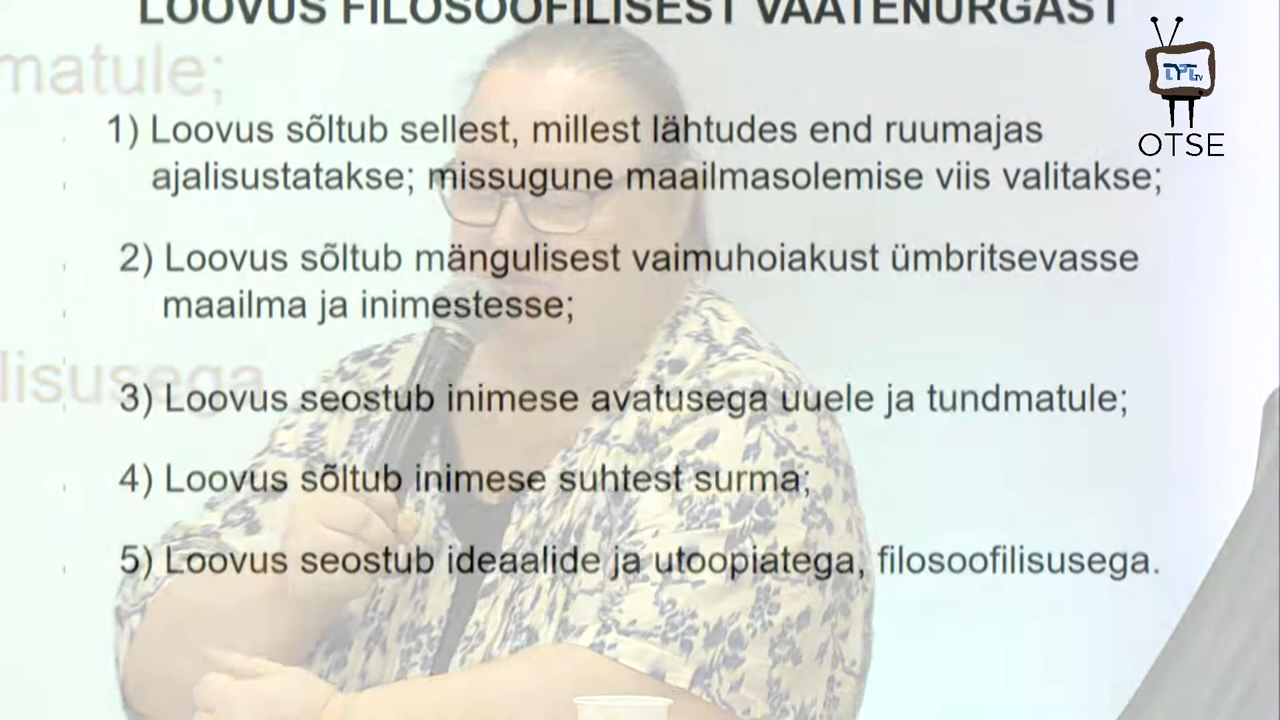 LOOVUS FILOSOOFILISEST VAATENURGAST
matule;
1) Loovus sõltub sellest, millest lähtudes end ruumajas
ajalisustatakse; missugune maailmasolemise viis valitakse;
2) Loovus sõltub mängulisest vaimuhoiakust ümbritsevasse
maailma ja inimestesse;
lisusega
3) Loovus seostub inimese avatusega uuele ja tundmatule;
4) Loovus sõltub inimese suhtest surma;
5) Loovus seostub ideaalide ja utoopiatega, filosoofilisusega.
TYT TV
OTSE